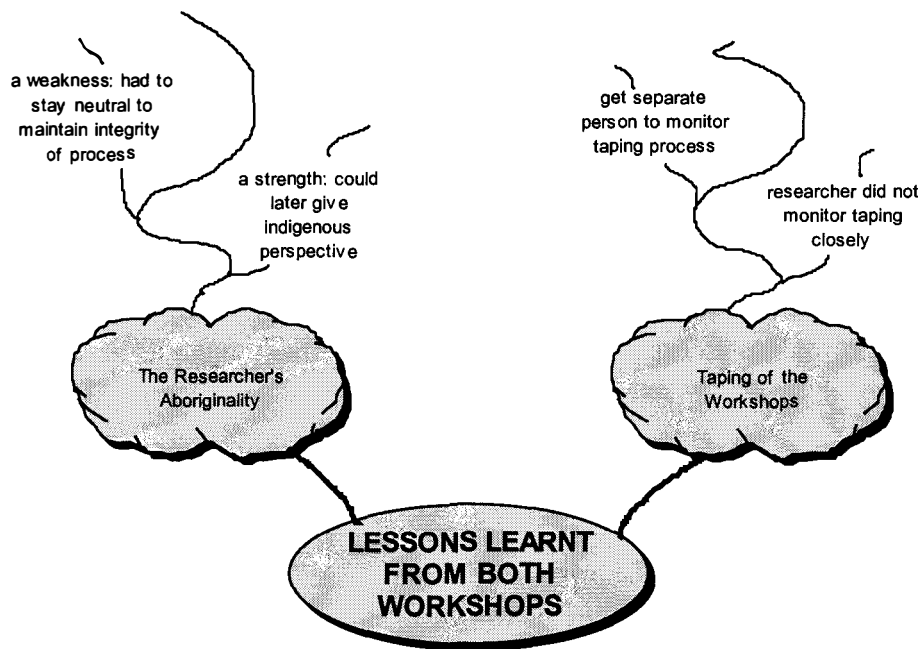 a weakness: had to
stay neutral to
maintain integrity
of process
a strength: could
later give
indigenous
perspective
get separate
person to monitor
taping process
researcher did not
monitor taping
closely
The Researcher's
Aboriginality
Taping of the
Workshops
LESSONS LEARNT
FROM BOTH
WORKSHOPS